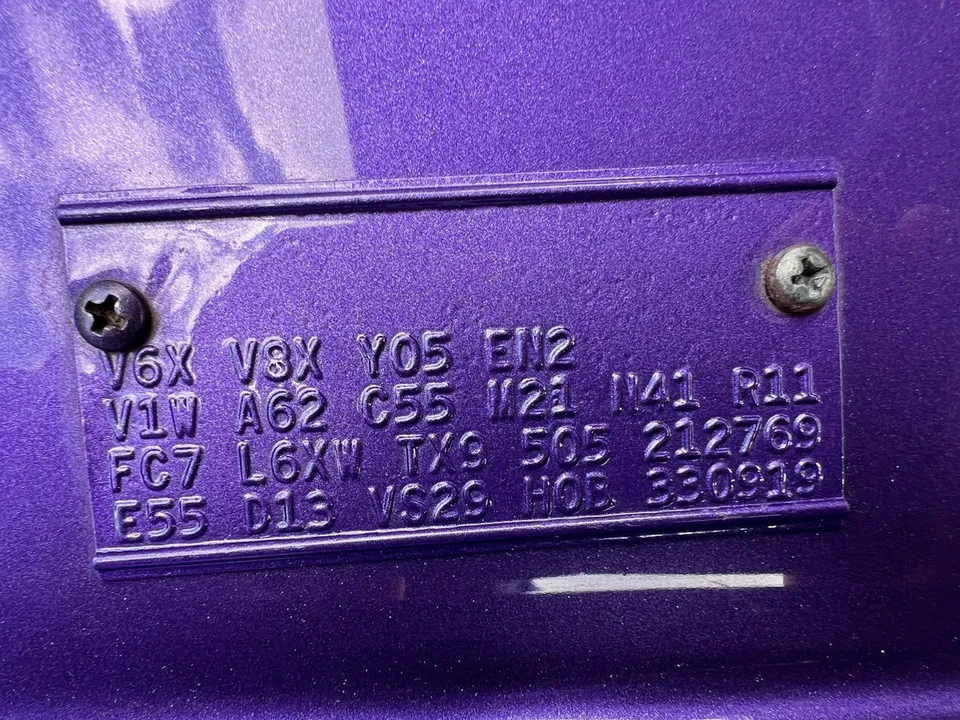 V6X V8X Y05 EN2
V1W A62 C55 M21 N41 R11
FC7 L6XW TX9 505 212769
E55 D13 VS29 H0B 330919